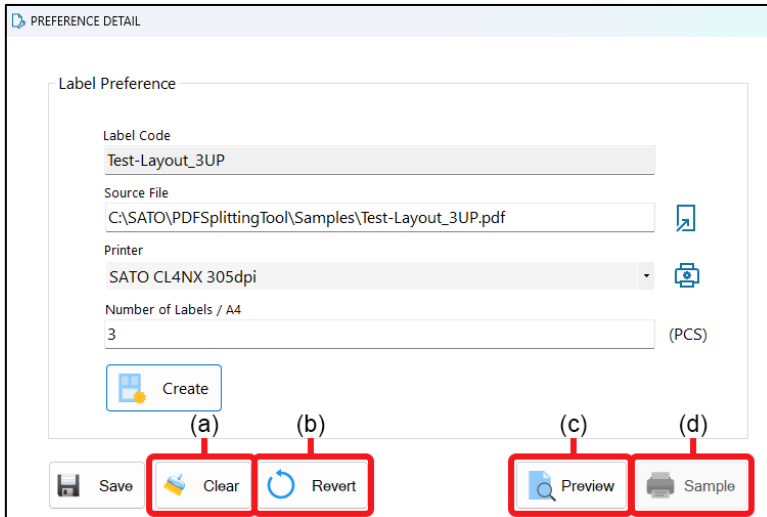 PREFERENCE DETAIL
Label Preference
Label Code
Test-Layout_3UP
Source File
C:\SATO\PDFSplittingTool\Samples\Test-Layout_3UP.pdf
Printer
SATO CL4NX 305dpi
Number of Labels / A4
3 (PCS)
Create
(a) (b) (c) (d)
Save Clear Revert Preview Sample